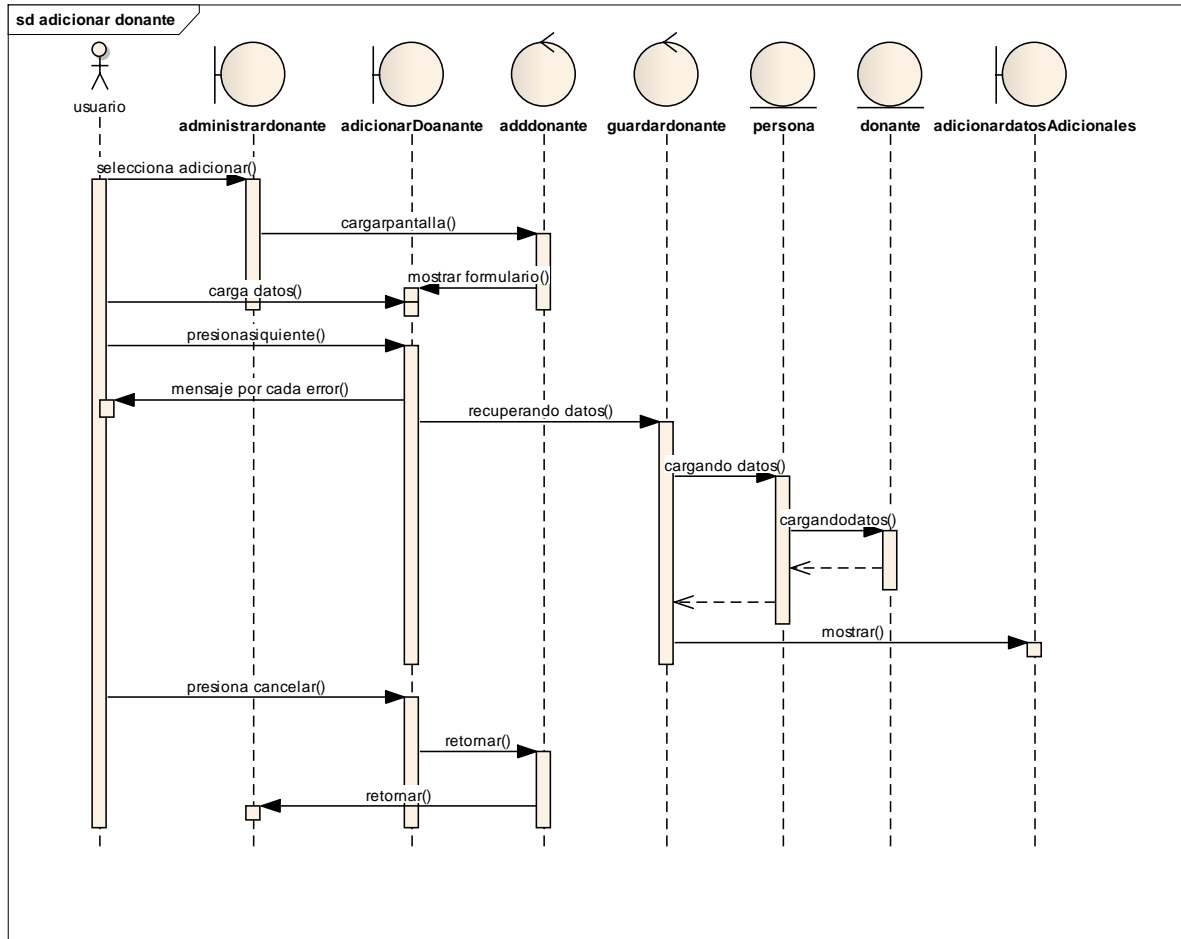 sd adicionar donante
usuario
administrardonante
adicionarDoanante
adddonante
guardardonante
persona
donante
adicionardatosAdicionales
selecciona adicionar()
cargarpantalla()
mostrar formulario()
carga datos()
presionasiquiente()
mensaje por cada error()
recuperando datos()
cargando datos()
cargandodatos()
mostrar()
presiona cancelar()
retornar()
retornar()